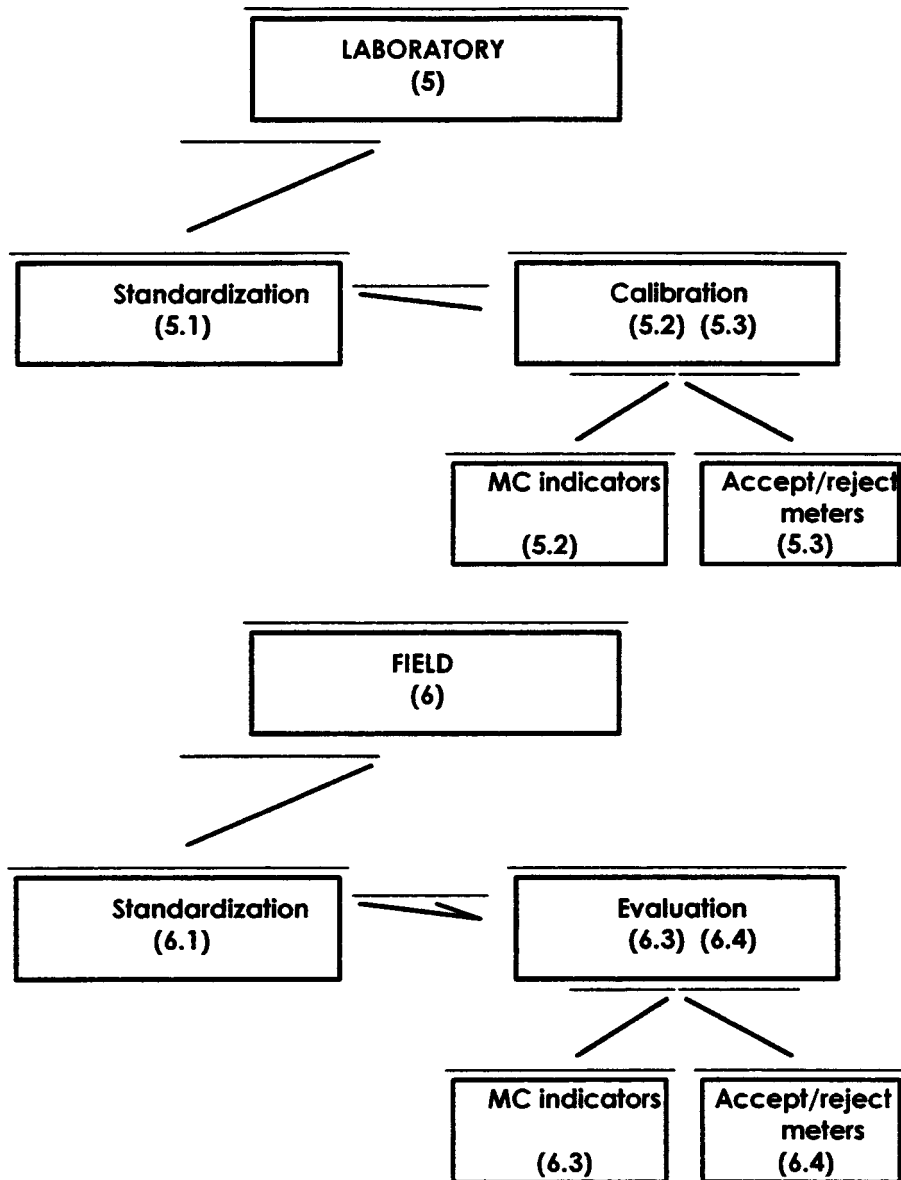 LABORATORY
(5)
Standardization
(5.1)
Calibration
(5.2) (5.3)
MC indicators
(5.2)
Accept/reject
meters
(5.3)
FIELD
(6)
Standardization
(6.1)
Evaluation
(6.3) (6.4)
MC indicators
(6.3)
Accept/reject
meters
(6.4)